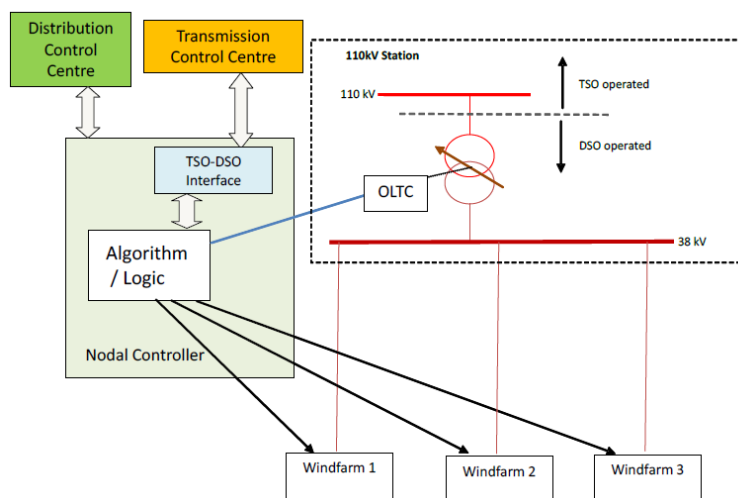 Distribution
Control
Centre
Transmission
Control Centre
110kV Station
110 kV
TSO operated
DSO operated
TSO-DSO
Interface
OLTC
Algorithm
/ Logic
38 kV
Nodal Controller
Windfarm 1
Windfarm 2
Windfarm 3